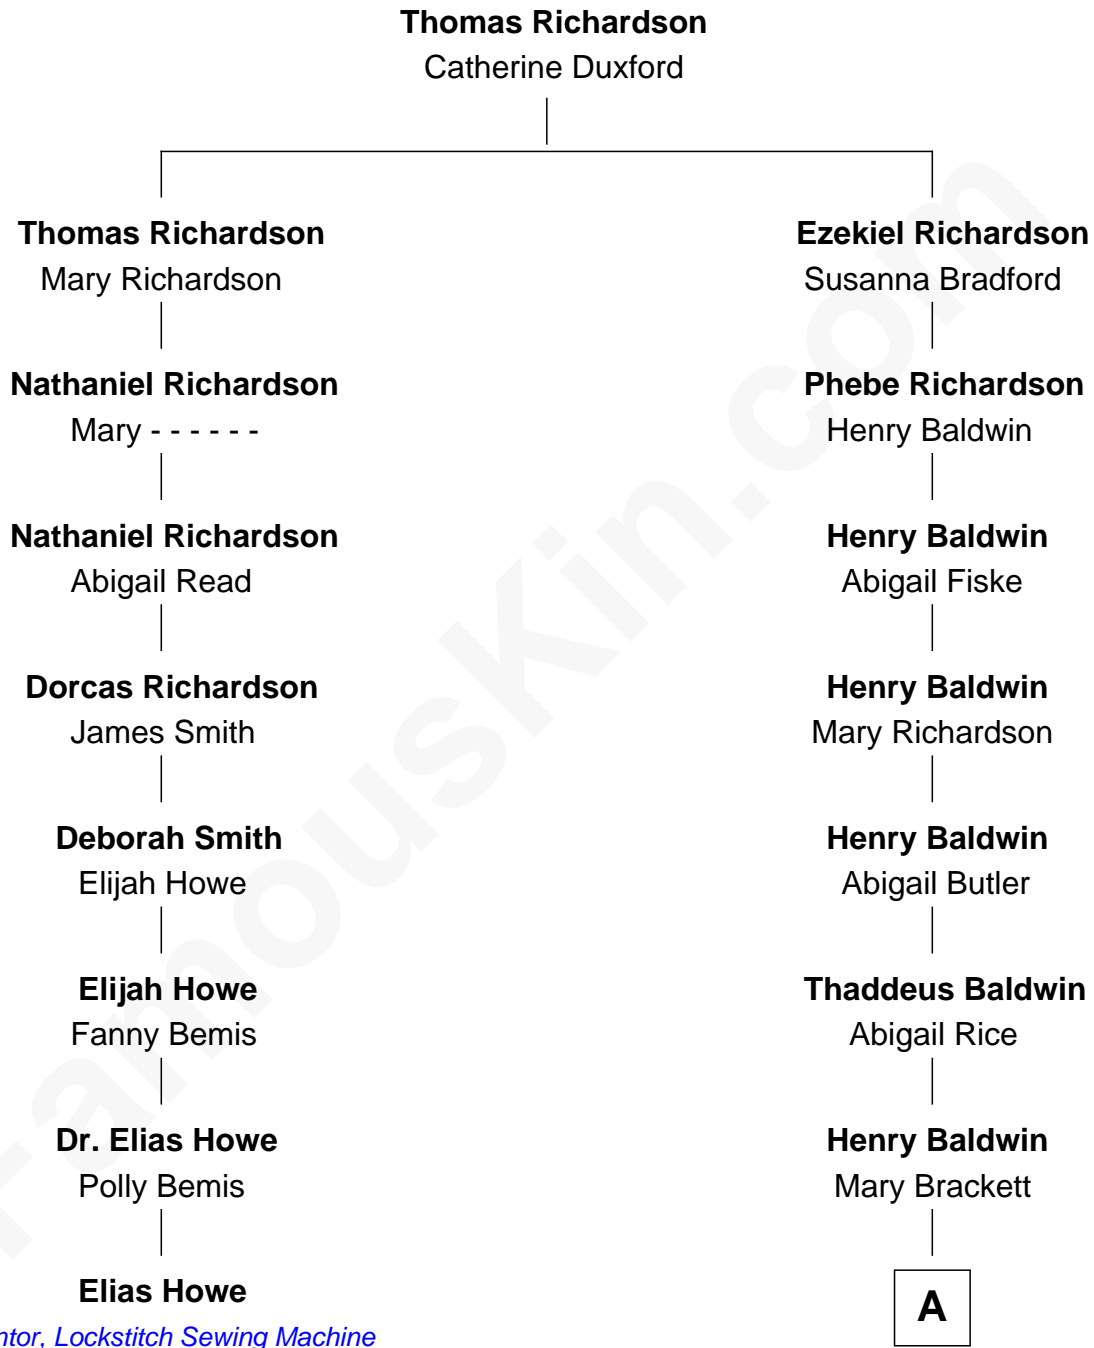 Thomas Richardson
Catherine Duxford
Thomas Richardson
Mary Richardson
Ezekiel Richardson
Susanna Bradford
Nathaniel Richardson
Mary - - - - - -
Phebe Richardson
Henry Baldwin
Nathaniel Richardson
Abigail Read
Henry Baldwin
Abigail Fiske
Dorcas Richardson
James Smith
Henry Baldwin
Mary Richardson
Deborah Smith
Elijah Howe
Henry Baldwin
Abigail Butler
Elijah Howe
Fanny Bemis
Thaddeus Baldwin
Abigail Rice
Dr. Elias Howe
Polly Bemis
Henry Baldwin
Mary Brackett
Elias Howe
ntor, Lockstitch Sewing Machine
A
FamousKin.com